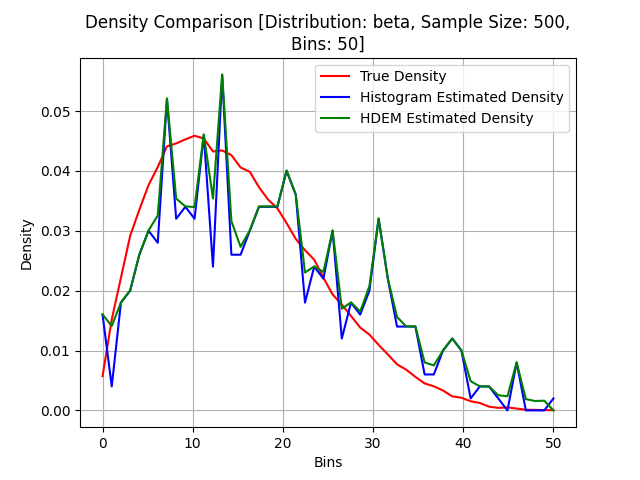 Density Comparison [Distribution: beta, Sample Size: 500,
Bins: 50]
True Density
Histogram Estimated Density
HDEM Estimated Density
Density
0.05
0.04
0.03
0.02
0.01
0.00
0 10 20 30 40 50
Bins